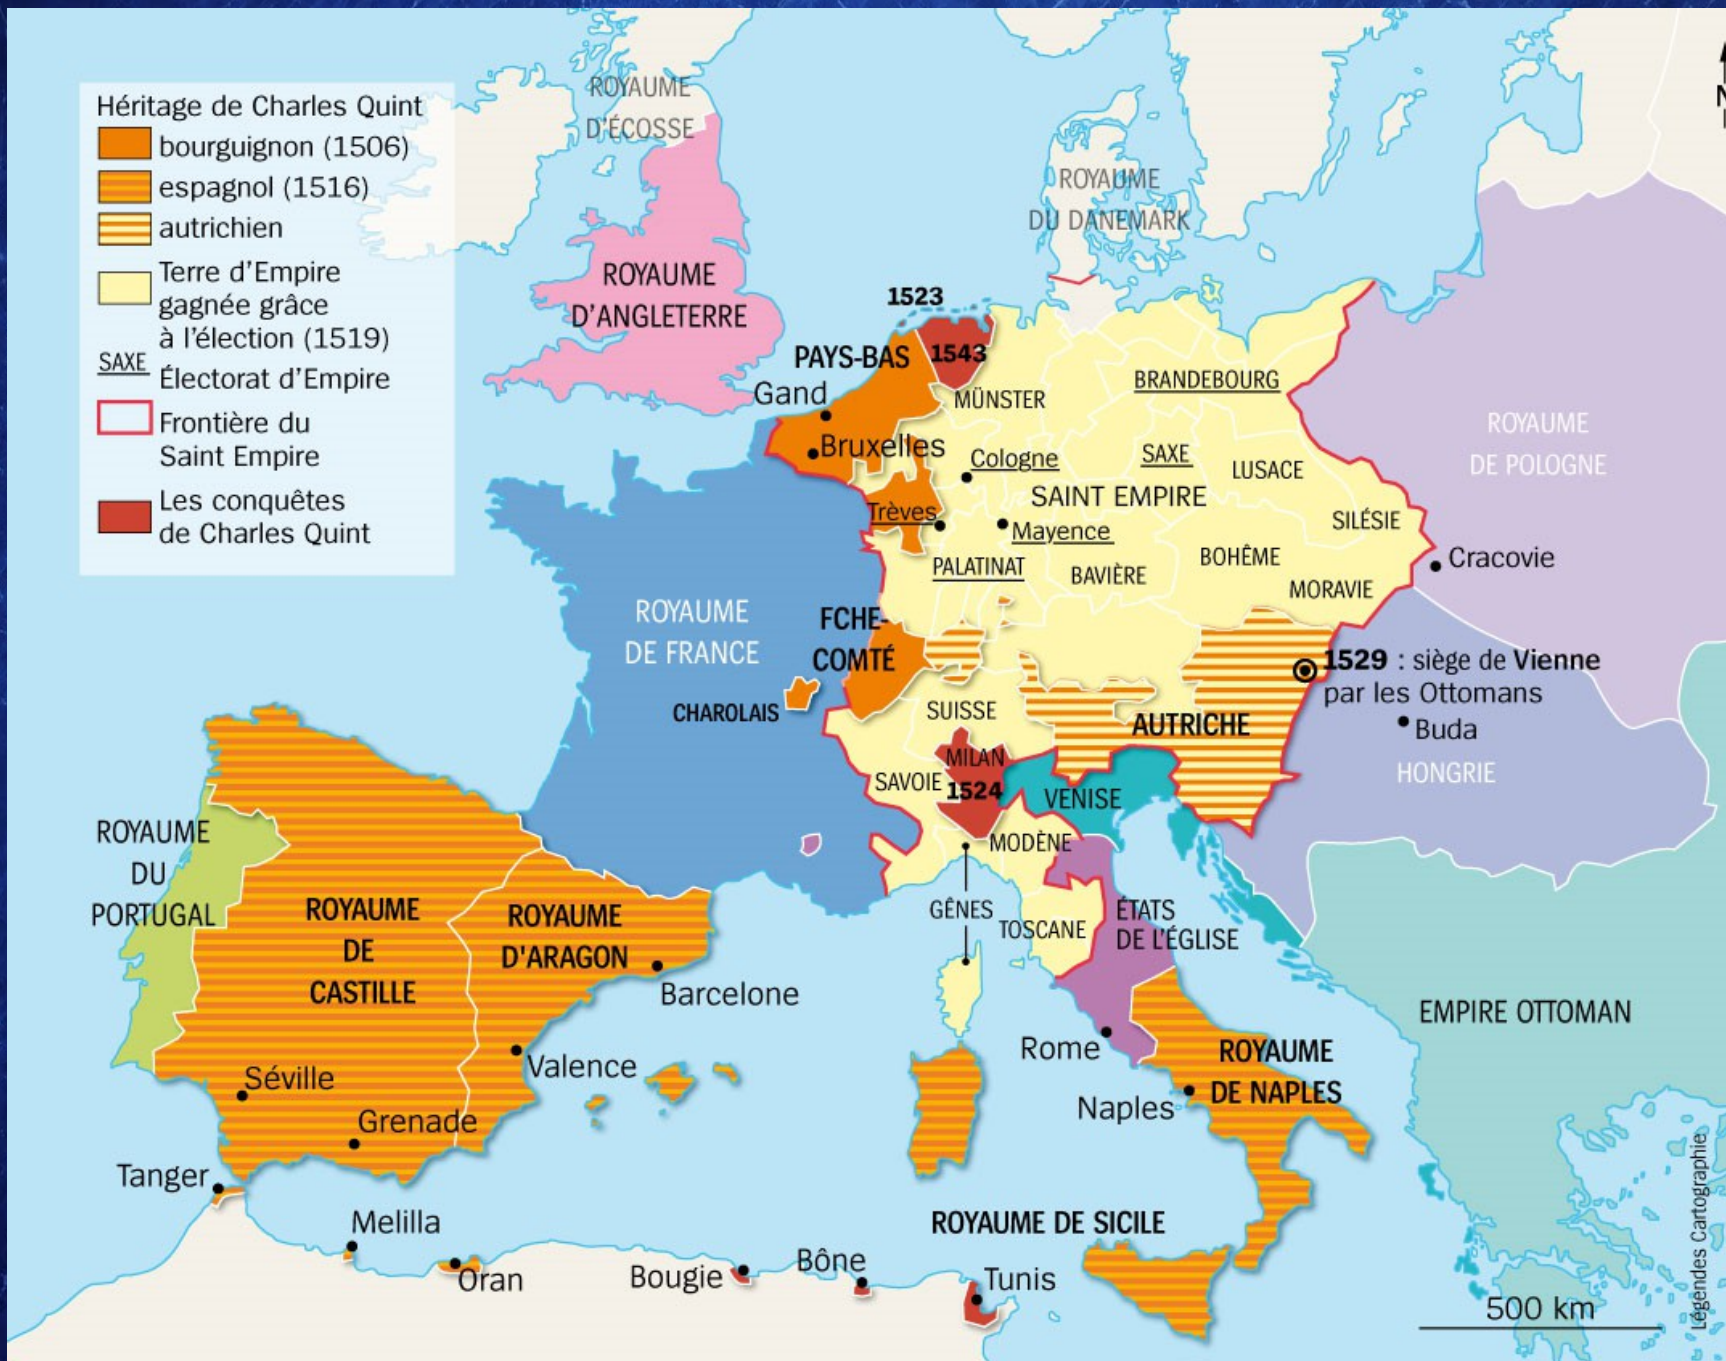 Héritage de Charles Quint
bourguignon (1506)
espagnol (1516)
autrichien
Terre d'Empire
gagnée grâce
à l'élection (1519)
SAXE
Électorat d'Empire
Frontière du
Saint Empire
Les conquêtes
de Charles Quint
ROYAUME
D'ÉCOSSE
ROYAUME
D'ANGLETERRE
ROYAUME
DU DANEMARK
N
1523
1543
PAYS-BAS
Gand
Bruxelles
MÜNSTER
BRANDEBOURG
Cologne
SAXE
LUSACE
SAINT EMPIRE
Trèves
Mayence
SILÉSIE
PALATINAT
BAVIÈRE
BOHÊME
MORAVIE
ROYAUME
DE POLOGNE
Cracovie
ROYAUME
DE FRANCE
FCHE-
COMTÉ
CHAROLAIS
1529 : siège de Vienne
par les Ottomans
Buda
HONGRIE
AUTRICHE
SUISSE
MILAN
1524
SAVOIE
VENISE
MODÈNE
GÊNES
TOSCANE
ÉTATS
DE L'ÉGLISE
ROYAUME
DU
PORTUGAL
ROYAUME
DE
CASTILLE
ROYAUME
D'ARAGON
Barcelone
Valence
Séville
Grenade
Rome
Naples
ROYAUME
DE NAPLES
EMPIRE OTTOMAN
Tanger
Melilla
Oran
Bougie
Bône
Tunis
ROYAUME DE SICILE
500 km
Légendes Cartographie